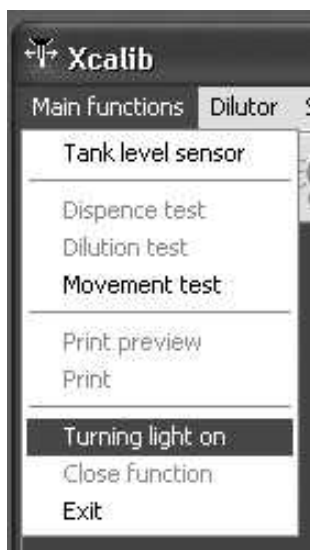 Xcalib
Main functions Dilutor
Tank level sensor
Dispence test
Dilution test
Movement test
Print preview
Print
Turning light on
Close function
Exit